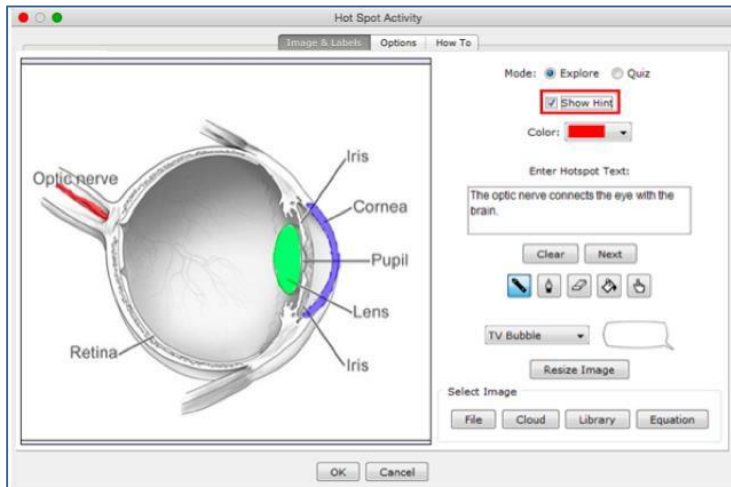 Hot Spot Activity
Image & Labels Options How To
Mode: Explore Quiz
Show Hint
Color:
Enter Hotspot Text:
The optic nerve connects the eye with the
brain.
Clear Next
TV Bubble
Resize Image
Select Image
File Cloud Library Equation
Optic nerve
Iris
Cornea
Pupil
Lens
Iris
Retina
OK Cancel